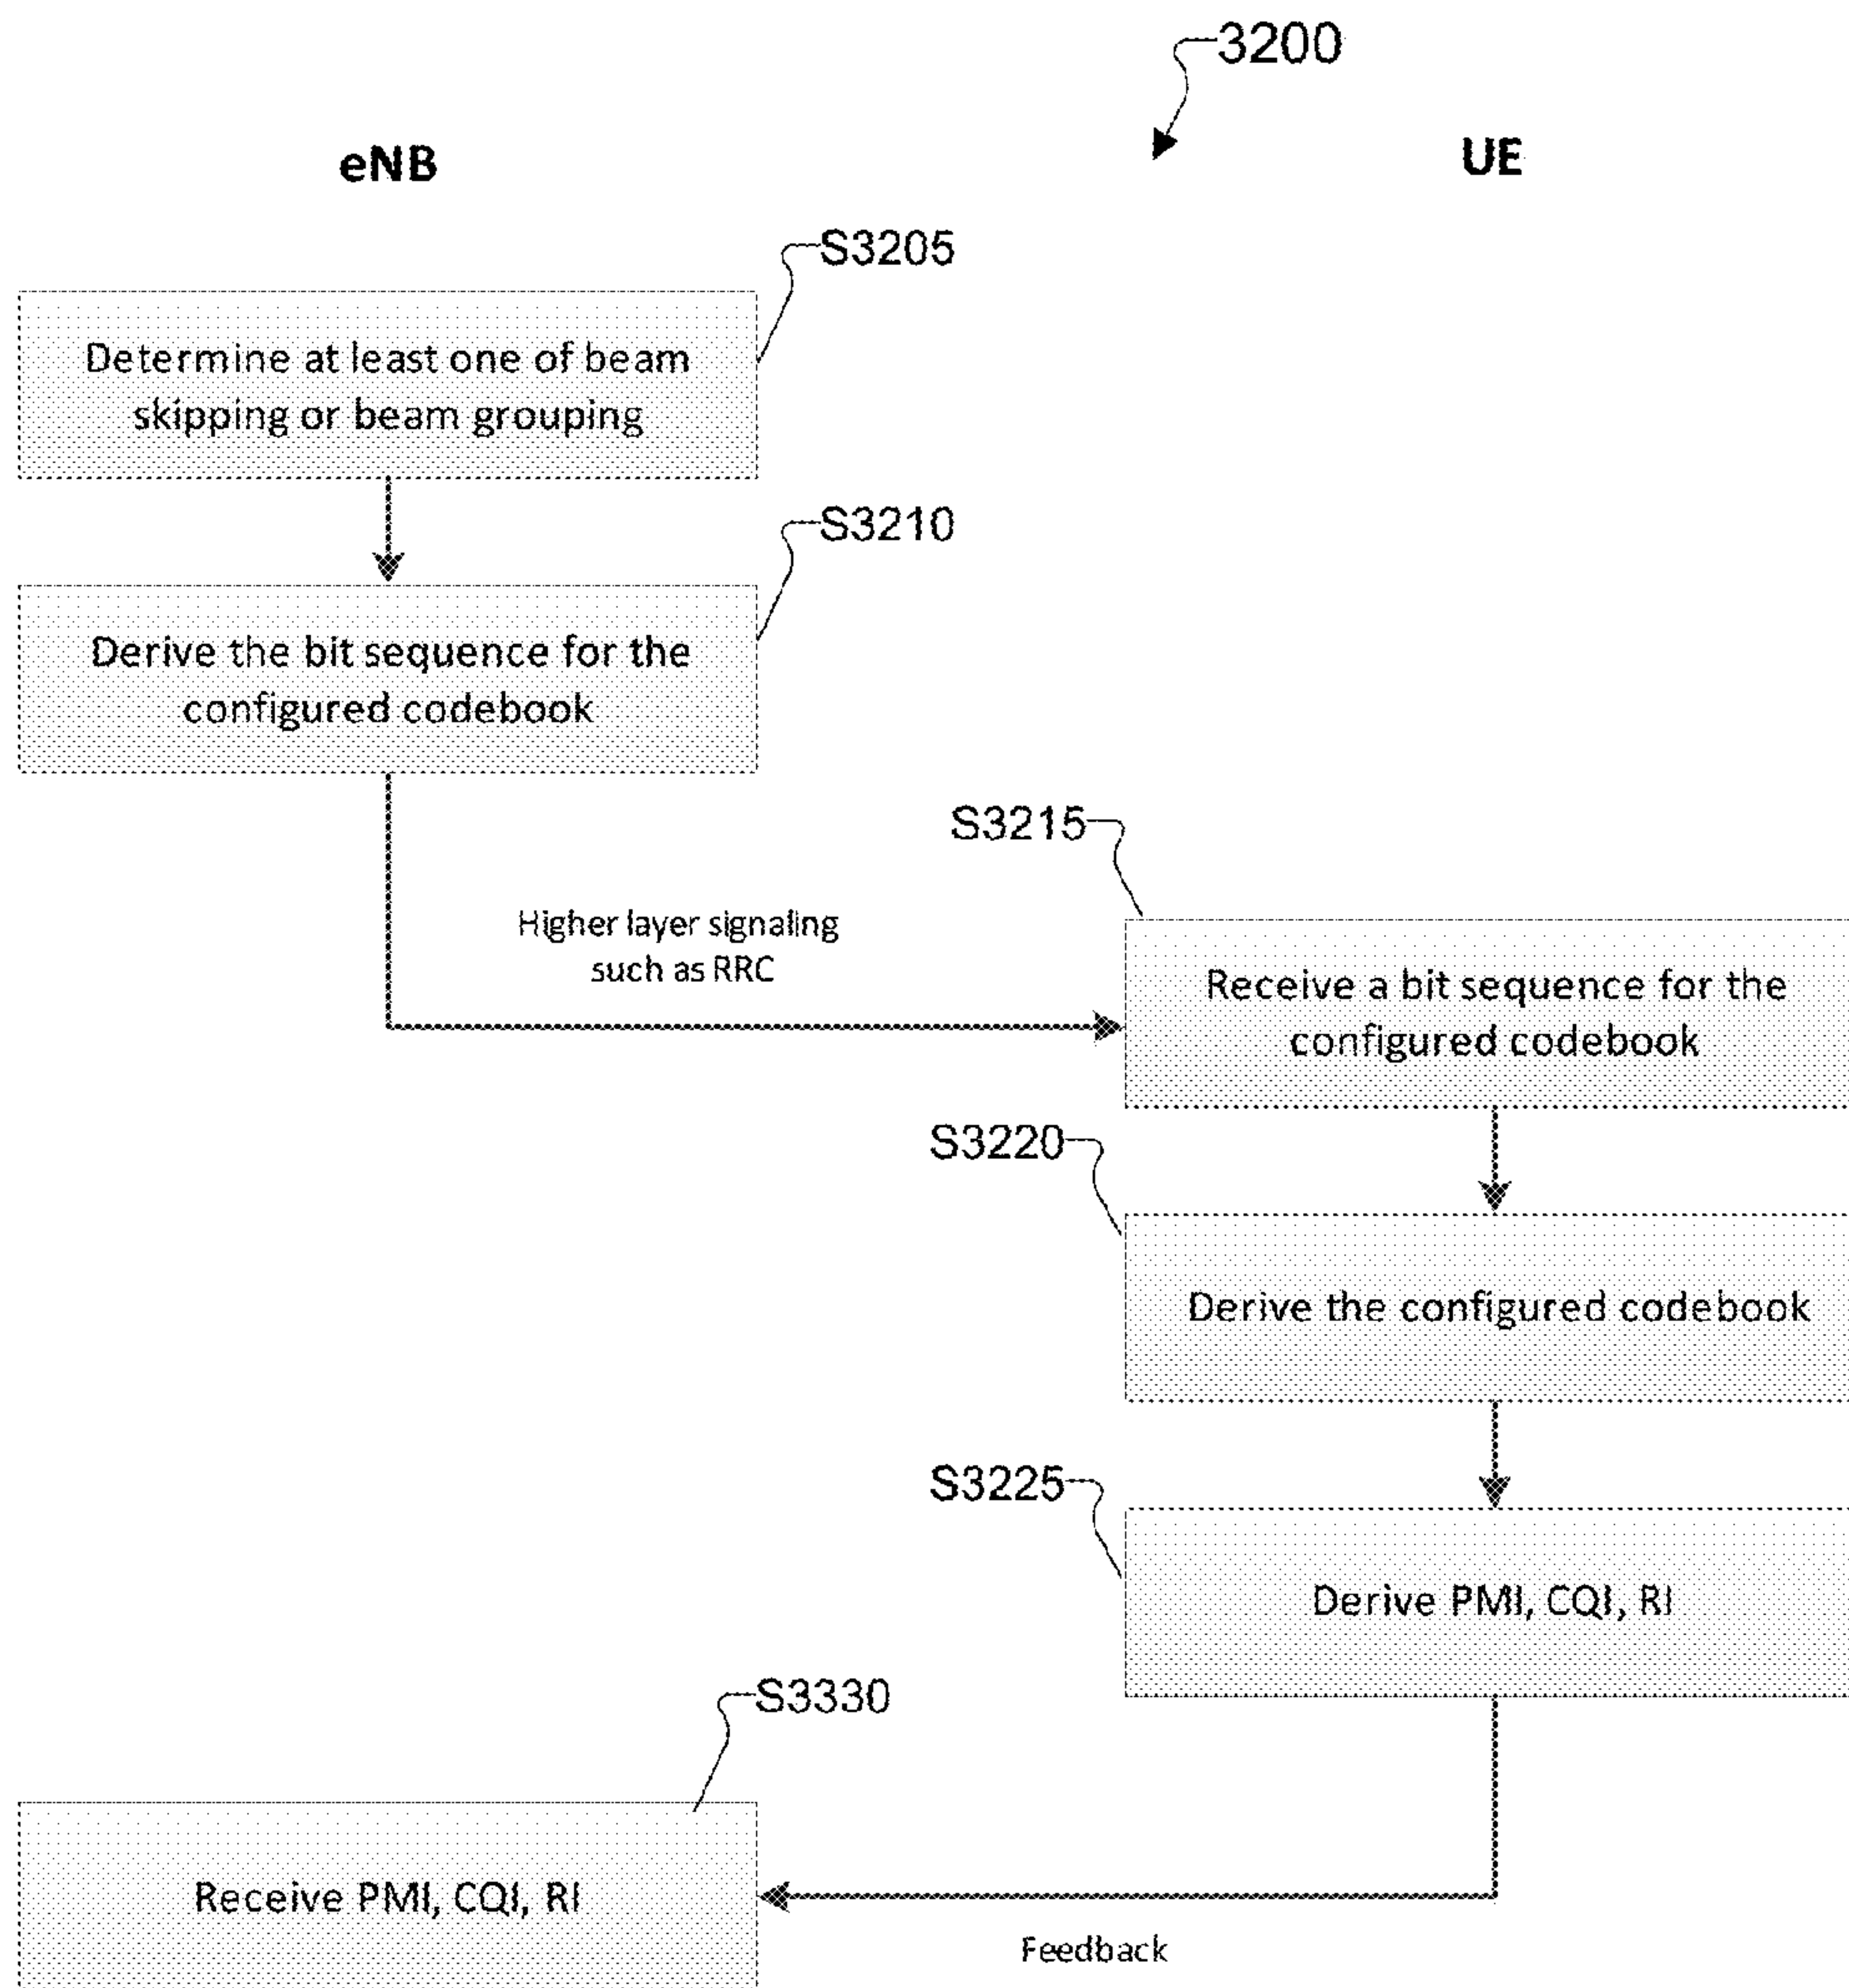 3200
eNB
UE
S3205
Determine at least one of beam
skipping or beam grouping
S3210
Derive the bit sequence for the
configured codebook
S3215
Higher layer signaling
such as RRC
Receive a bit sequence for the
configured codebook
S3220
Derive the configured codebook
S3225
Derive PMI, CQI, RI
S3330
Receive PMI, CQI, RI
Feedback